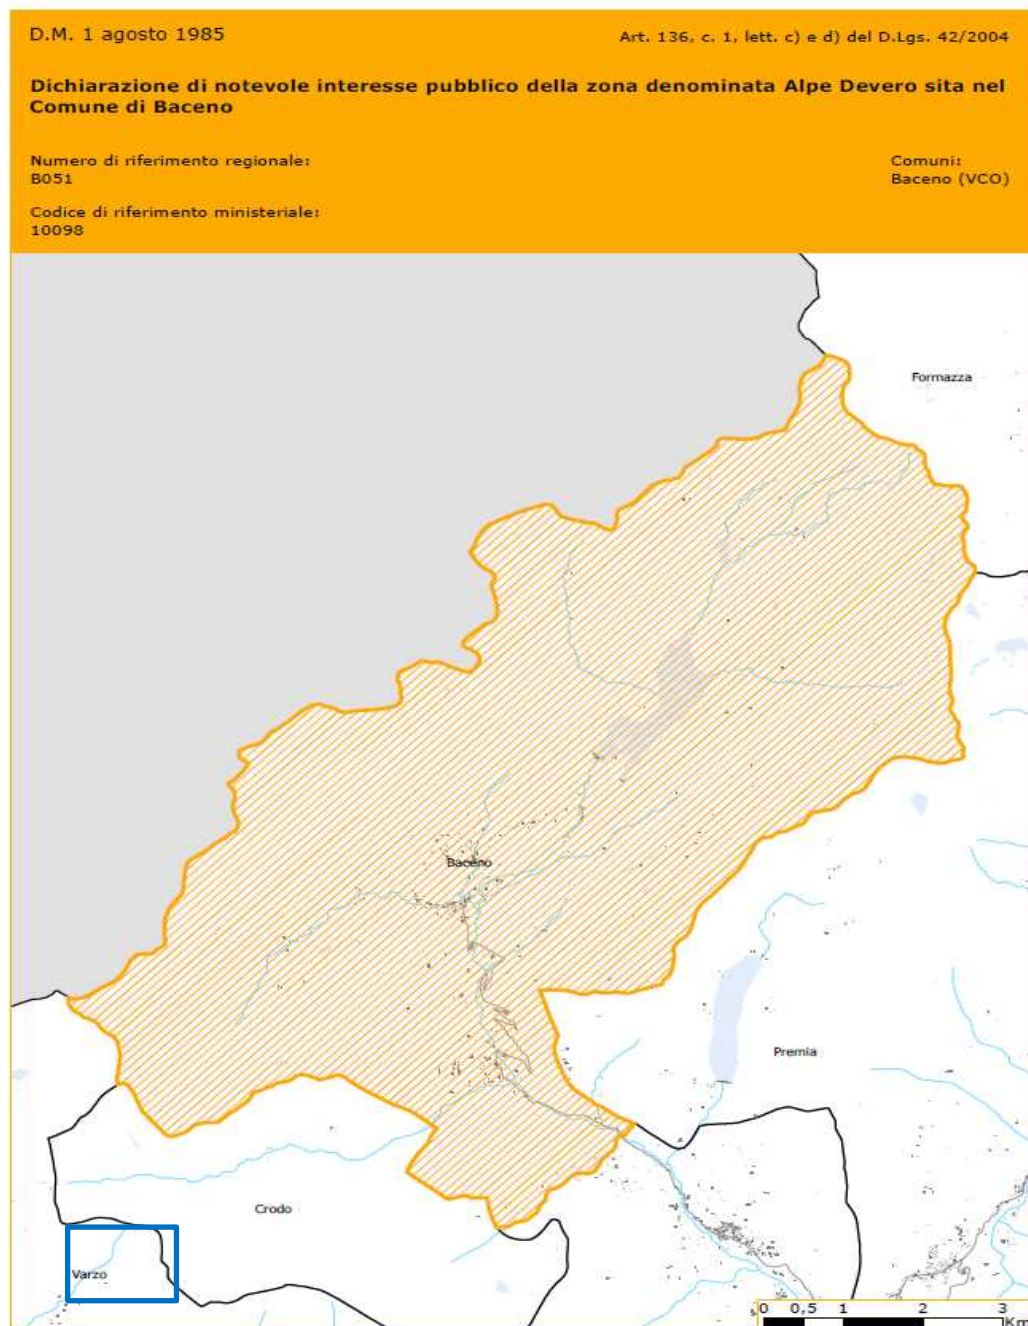 D.M. 1 agosto 1985
Art. 136, c. 1, lett. c) e d) del D.Lgs. 42/2004
Dichiarazione di notevole interesse pubblico della zona denominata Alpe Devero sita nel
Comune di Baceno
Numero di riferimento regionale:
B051
Comuni:
Baceno (VCO)
Codice di riferimento ministeriale:
10098
Formazza
Baceno
Premia
Crodo
Varzo
0 0,5 1 2 3
Km